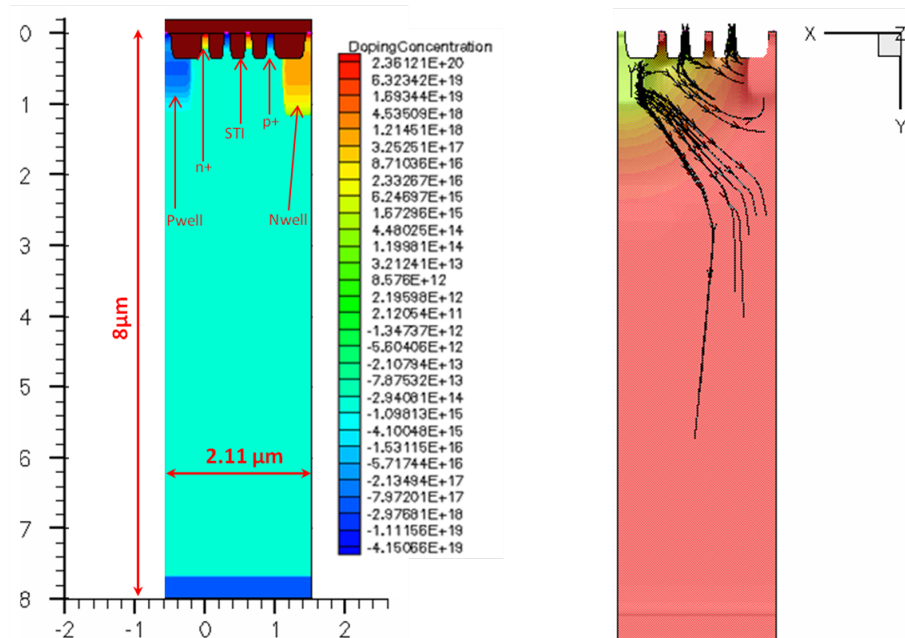 0
1
2
3
4
5
6
7
8
-2
-1
0
1
2
8μm
2.11 μm
Pwell
n+
STI
p+
Nwell
DopingConcentration
2.36121E+20
6.32342E+19
1.69344E+19
4.53509E+18
1.21451E+18
3.25251E+17
8.71036E+16
2.33267E+16
6.24697E+15
1.67296E+15
4.48025E+14
1.19981E+14
3.21241E+13
8.576E+12
2.19598E+12
2.12054E+11
-1.34737E+12
-5.60406E+12
-2.10794E+13
-7.87532E+13
-2.94081E+14
-1.09813E+15
-4.10048E+15
-1.53115E+16
-5.71744E+16
-2.13494E+17
-7.97201E+17
-2.97681E+18
-1.11156E+19
-4.15066E+19
X
Z
Y